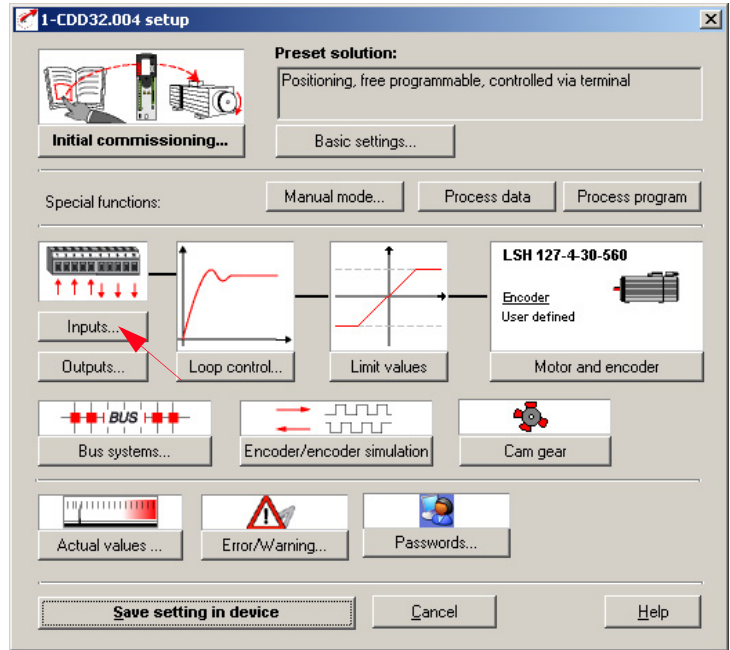 1-CDD32.004 setup
Preset solution:
Positioning, free programmable, controlled via terminal
Initial commissioning...
Basic settings...
Special functions:
Manual mode...
Process data
Process program
LSH 127-4-30-560
Encoder
User defined
Inputs...
Outputs...
Loop control...
Limit values
Motor and encoder
BUS
Bus systems...
Encoder/encoder simulation
Cam gear
Actual values ...
Error/Warning...
Passwords...
Save setting in device
Cancel
Help